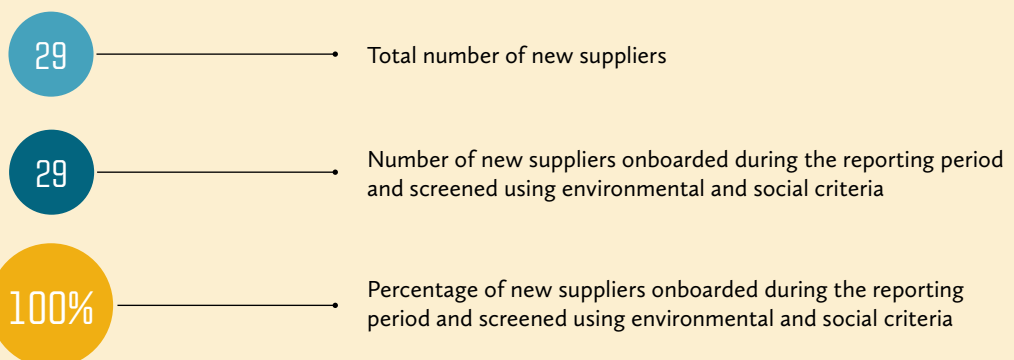 29
Total number of new suppliers
29
Number of new suppliers onboarded during the reporting period
and screened using environmental and social criteria
100%
Percentage of new suppliers onboarded during the reporting
period and screened using environmental and social criteria